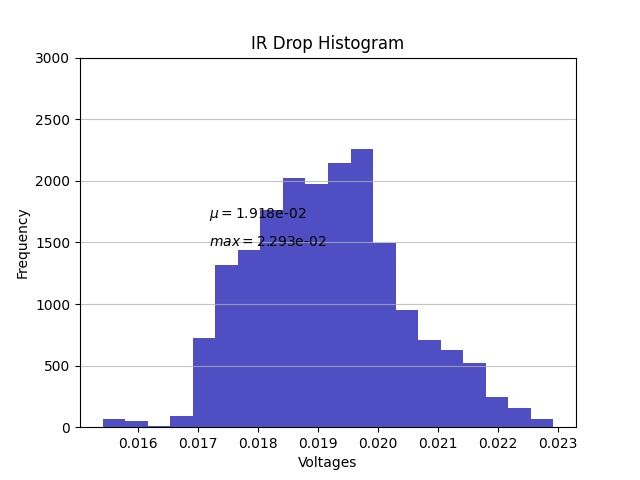 IR Drop Histogram
3000
2500
2000
1500
1000
500
0
Frequency
μ = 1.918e-02
max = 2.293e-02
0.016 0.017 0.018 0.019 0.020 0.021 0.022 0.023
Voltages